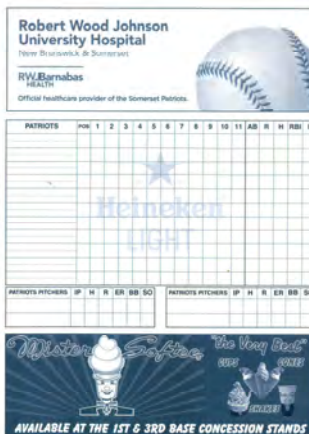 Robert Wood Johnson
University Hospital
New Brunswick & Somerset
RWJBarnabas
HEALTH
Official healthcare provider of the Somerset Patriots.
PATRIOTS POS 1 2 3 4 5 6 7 8 9 10 11 AB R H RBI
Heineken
LIGHT
PATRIOTS PITCHERS IP H R ER BB SO PATRIOTS PITCHERS IP H R ER BB
Mister Softee
"the Very Best"
CUPS CONES
SHAKES
AVAILABLE AT THE 1ST & 3RD BASE CONCESSION STANDS